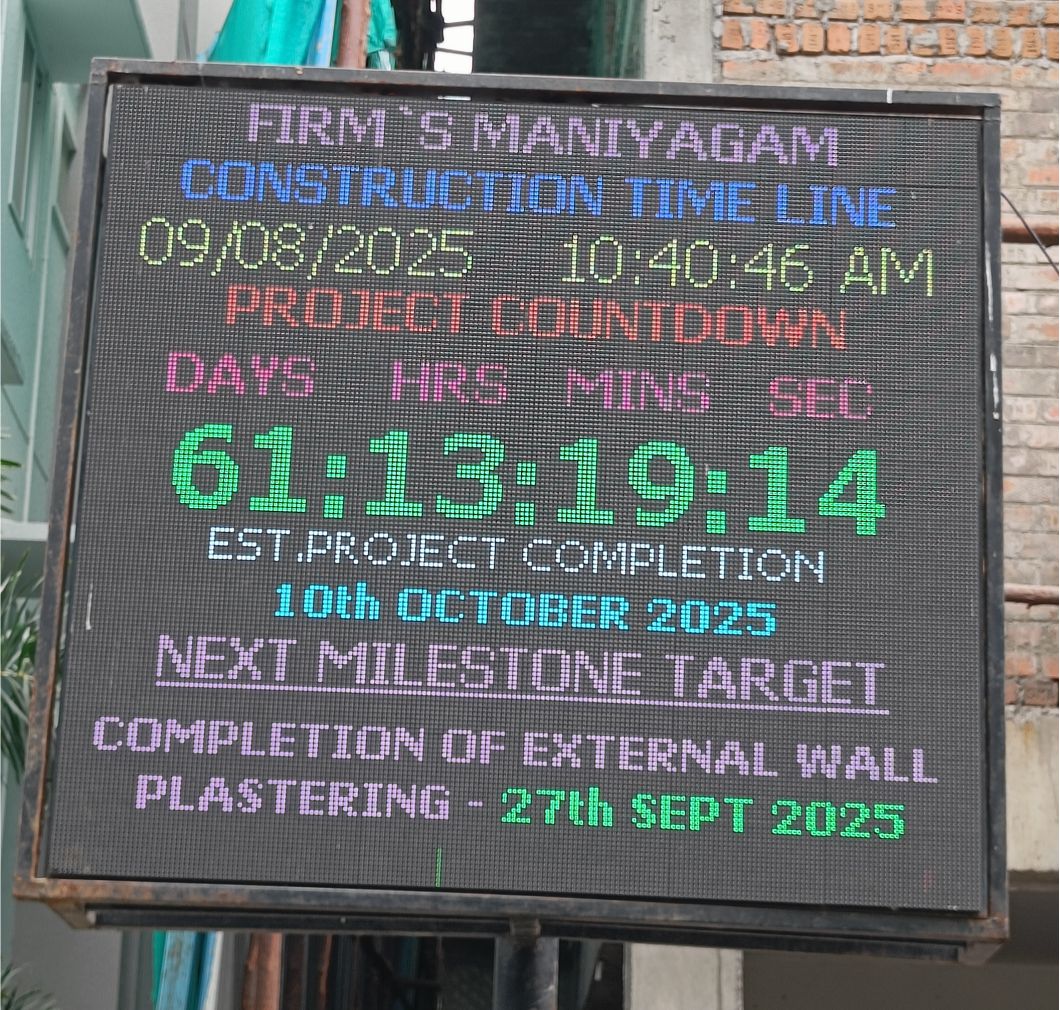 FIRM`S MANIYAGAM
CONSTRUCTION TIME LINE
09/08/2025 10:40:46 AM
PROJECT COUNTDOWN
DAYS HRS MINS SEC
61:13:19:14
EST.PROJECT COMPLETION
10th OCTOBER 2025
NEXT MILESTONE TARGET
COMPLETION OF EXTERNAL WALL
PLASTERING - 27th SEPT 2025